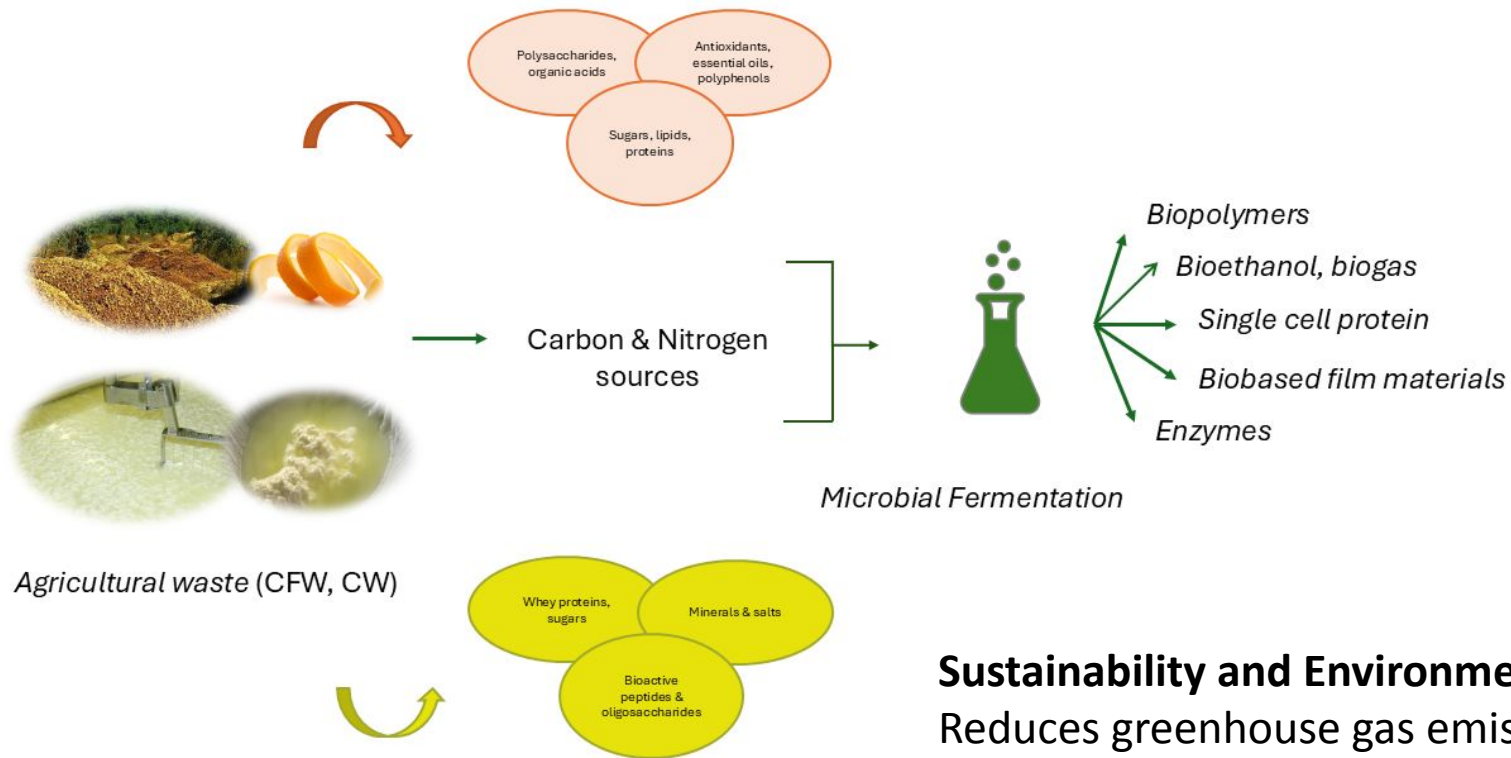 Polysaccharides,
organic acids
Antioxidants,
essential oils,
polyphenols
Sugars, lipids,
proteins
Carbon & Nitrogen
sources
Biopolymers
Bioethanol, biogas
Single cell protein
Biobased film materials
Enzymes
Microbial Fermentation
Agricultural waste (CFW, CW)
Whey proteins,
sugars
Minerals & salts
Bioactive
peptides &
oligosaccharides
Sustainability and
Reduces greenhouse gas